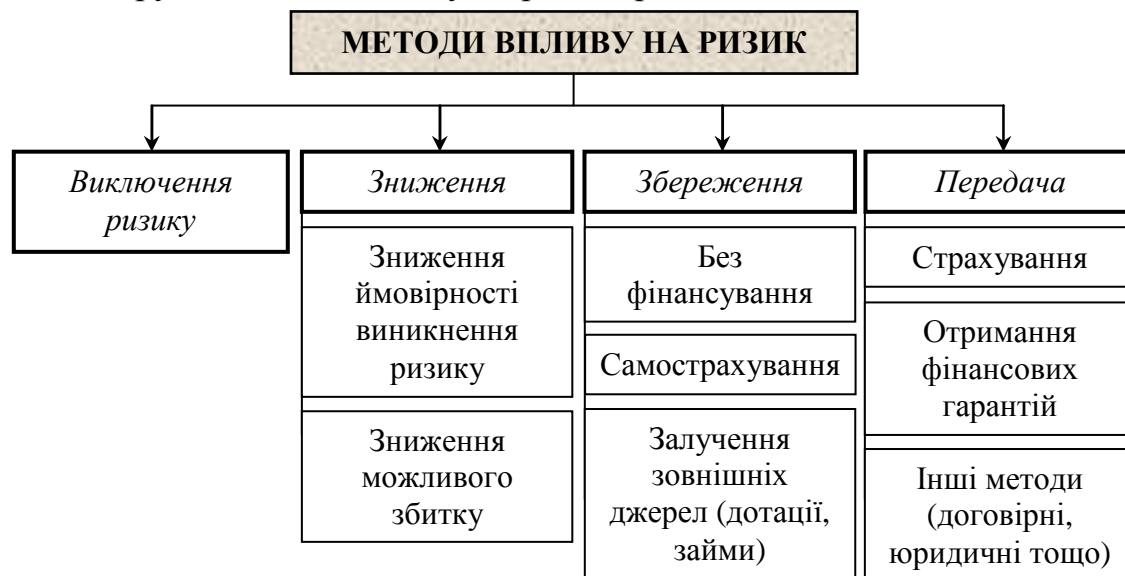 МЕТОДИ ВПЛИВУ НА РИЗИК
Виключення
ризику
Зниження
Зниження
ймовірності
виникнення
ризику
Зниження
можливого
збитку
Збереження
Без
фінансування
Самострахування
Залучення
зовнішніх
джерел (дотації,
займи)
Передача
Страхування
Отримання
фінансових
гарантій
Інші методи
(договірні,
юридичні тощо)